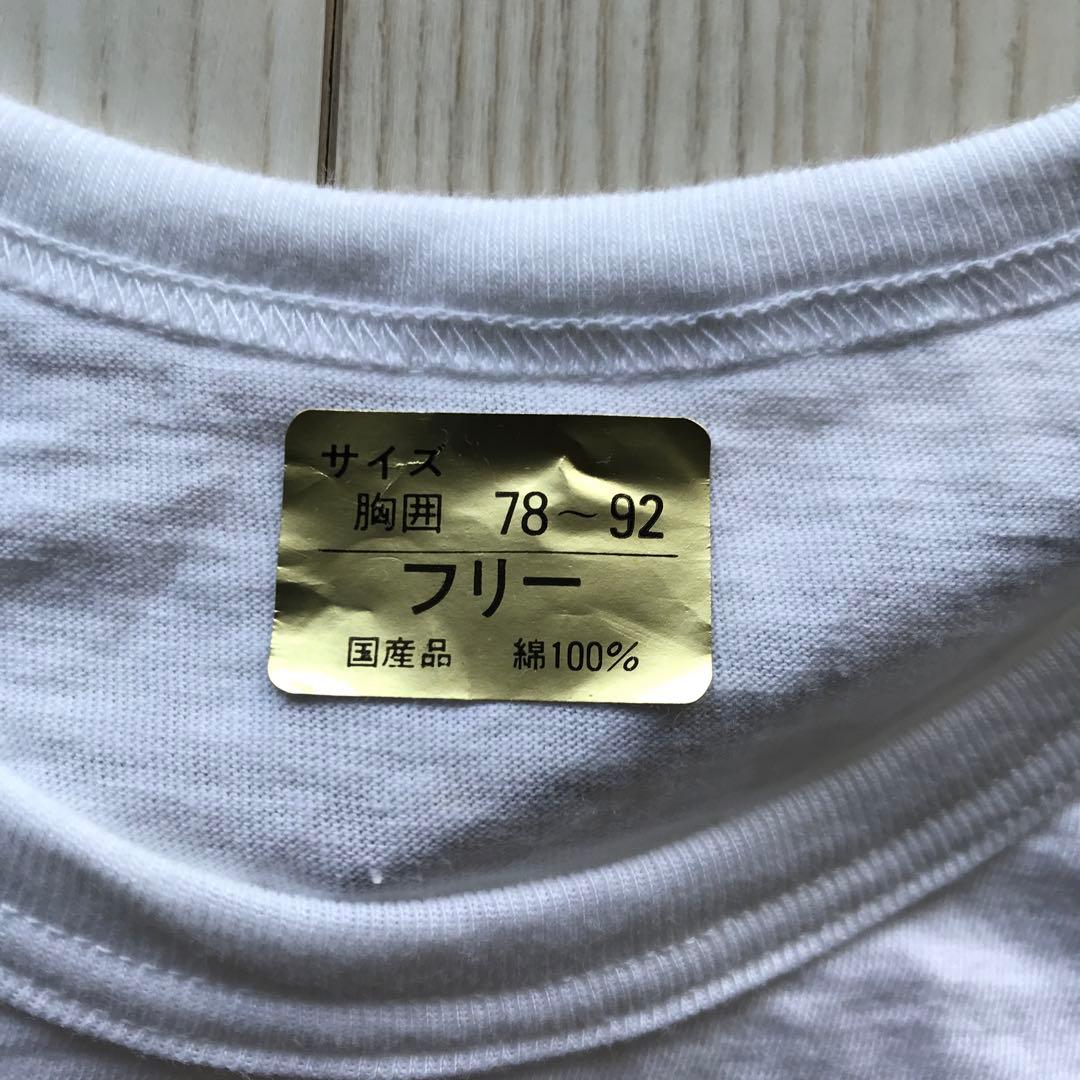 サイズ
胸囲 78～92
フリー
国産品 綿100%